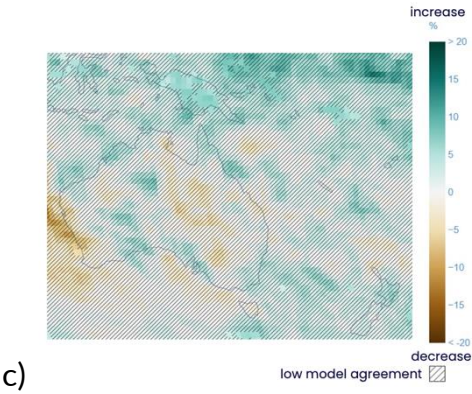 increase
%
> 20
15
10
5
0
−5
−10
−15
< -20
decrease
low model agreement
c)